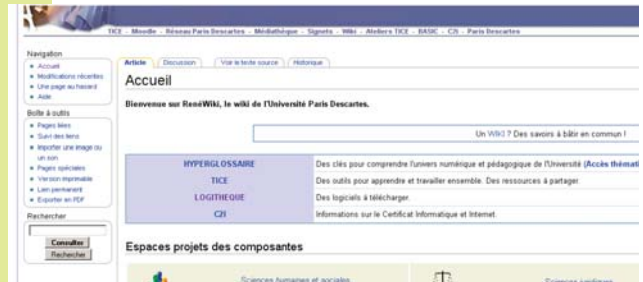 TICE - Moodle - Réseau Paris Descartes - Médiathèque - Signets - Wiki - Ateliers TICE - BASIC - C2I - Paris Descartes
Navigation
Accueil
Modifications récentes
Une page au hasard
Aide
Boîte à outils
Pages liées
Suivi des liens
Importer une image ou
un son
Pages spéciales
Version imprimable
Lien permanent
Exporter en PDF
Rechercher
Consulter
Rechercher
Article Discussion Voir le texte source Historique
Accueil
Bienvenue sur RenéWiki, le wiki de l'Université Paris Descartes.
Un Wiki ? Des savoirs à bâtir en commun !
HYPERGLOSSAIRE Des clés pour comprendre l'univers numérique et pédagogique de l'Université (Accès thémati
TICE Des outils pour apprendre et travailler ensemble. Des ressources à partager.
LOGITHEQUE Des logiciels à télécharger.
C2I Informations sur le Certificat Informatique et Internet.
Espaces projets des composantes
Sciences humaines et sociales Sciences juridiques